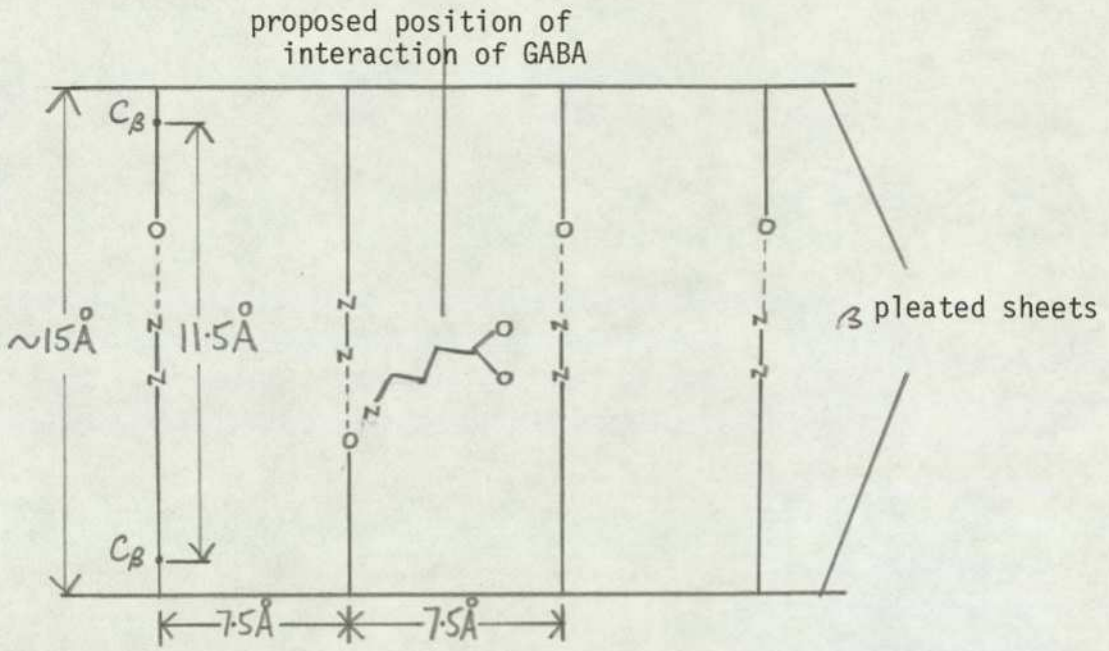 proposed position of
interaction of GABA
Cβ
O
O
O
N
N
N
N
~15Å
11·5Å
β pleated sheets
O
N
N
N
O
N
O
N
O
Cβ
7·5Å
7·5Å